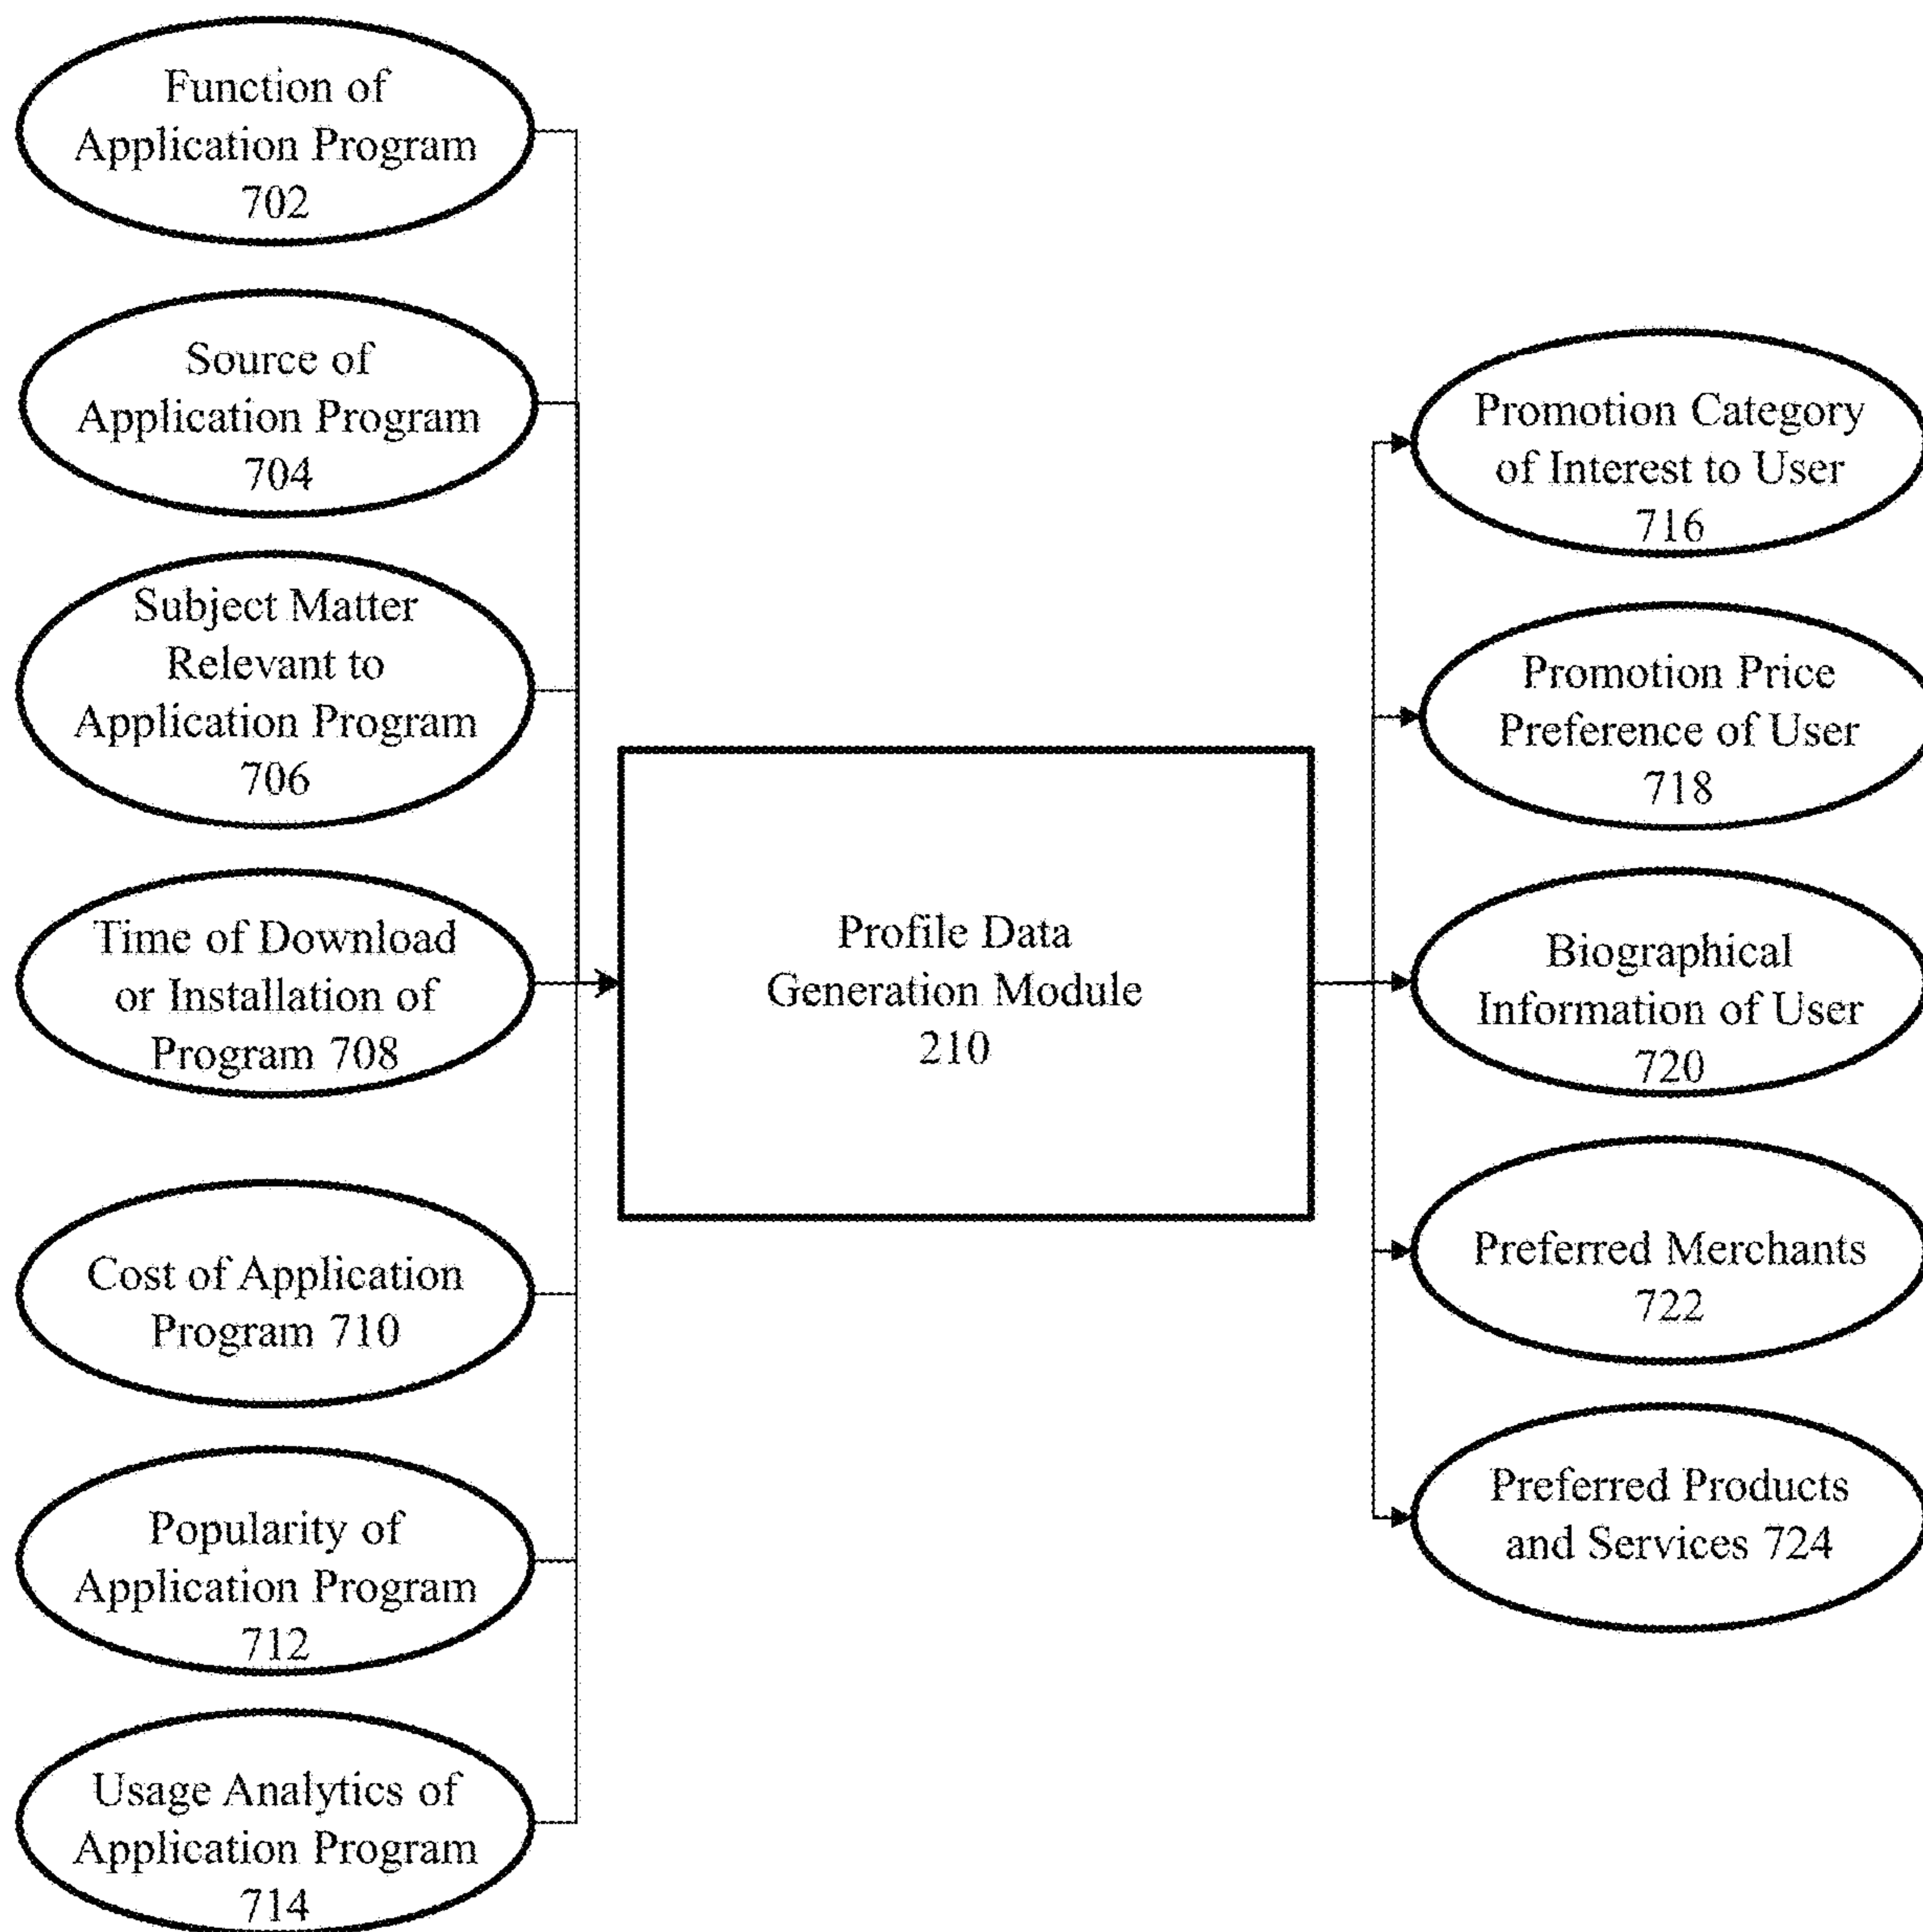 Function of
Application Program
702
Source of
Application Program
704
Subject Matter
Relevant to
Application Program
706
Time of Download
or Installation of
Program 708
Cost of Application
Program 710
Popularity of
Application Program
712
Usage Analytics of
Application Program
714
Profile Data
Generation Module
210
Promotion Category
of Interest to User
716
Promotion Price
Preference of User
718
Biographical
Information of User
720
Preferred Merchants
722
Preferred Products
and Services 724